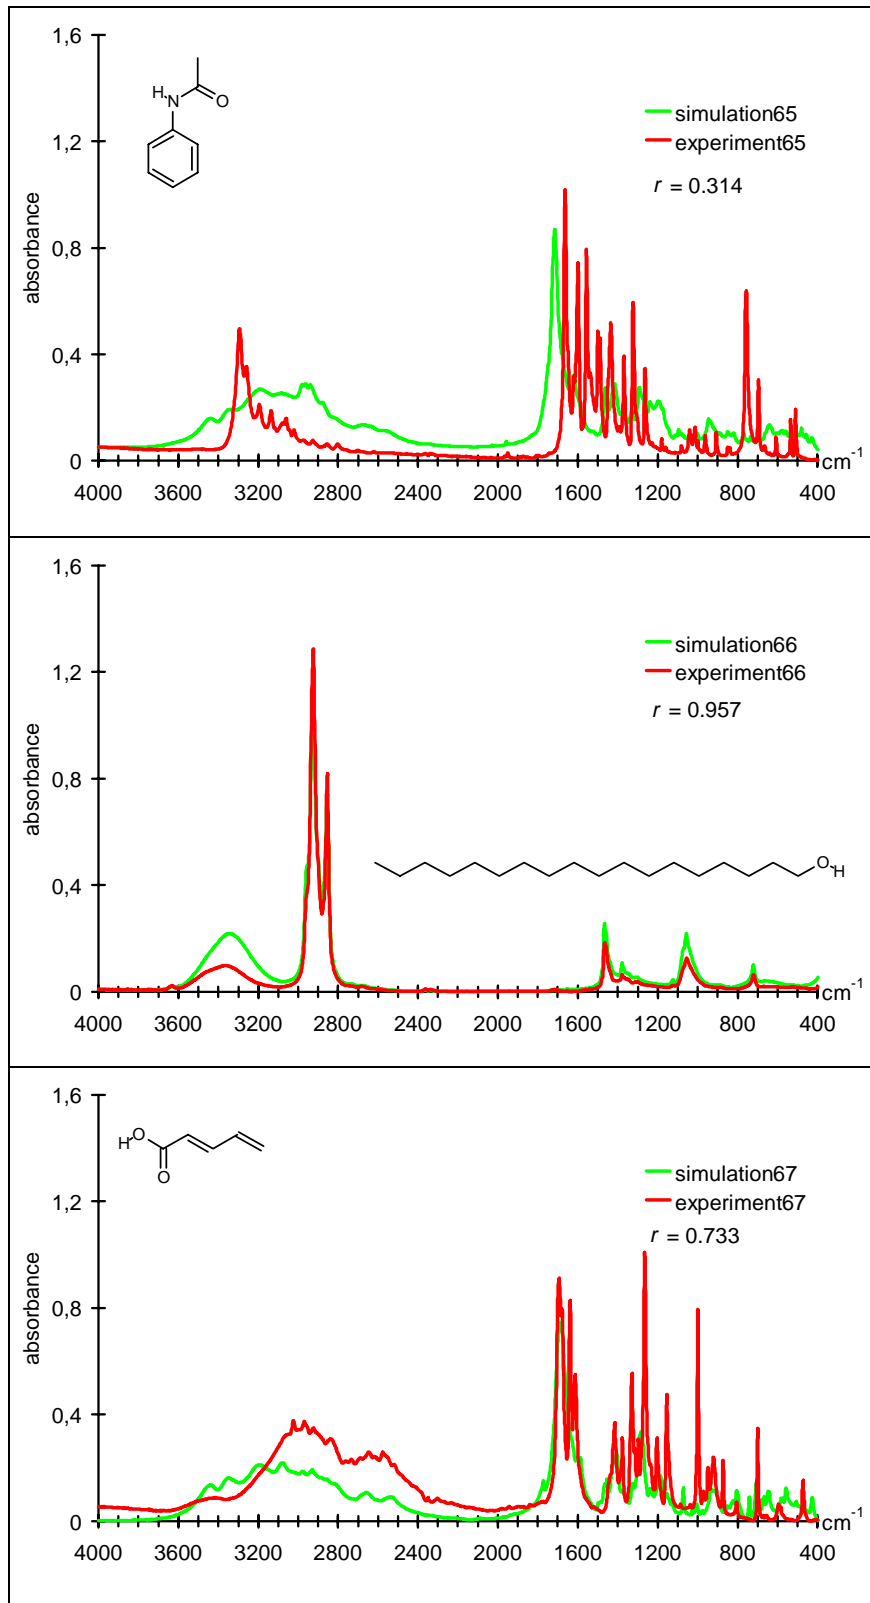 1,6
1,2
0,8
0,4
0
absorbance
H N
O
simulation65
experiment65
r = 0.314
4000 3600 3200 2800 2400 2000 1600 1200 800 400
cm-1
1,6
1,2
0,8
0,4
0
absorbance
simulation66
experiment66
r = 0.957
O H
4000 3600 3200 2800 2400 2000 1600 1200 800 400
cm-1
1,6
1,2
0,8
0,4
0
absorbance
H O
O
simulation67
experiment67
r = 0.733
4000 3600 3200 2800 2400 2000 1600 1200 800 400
cm-1